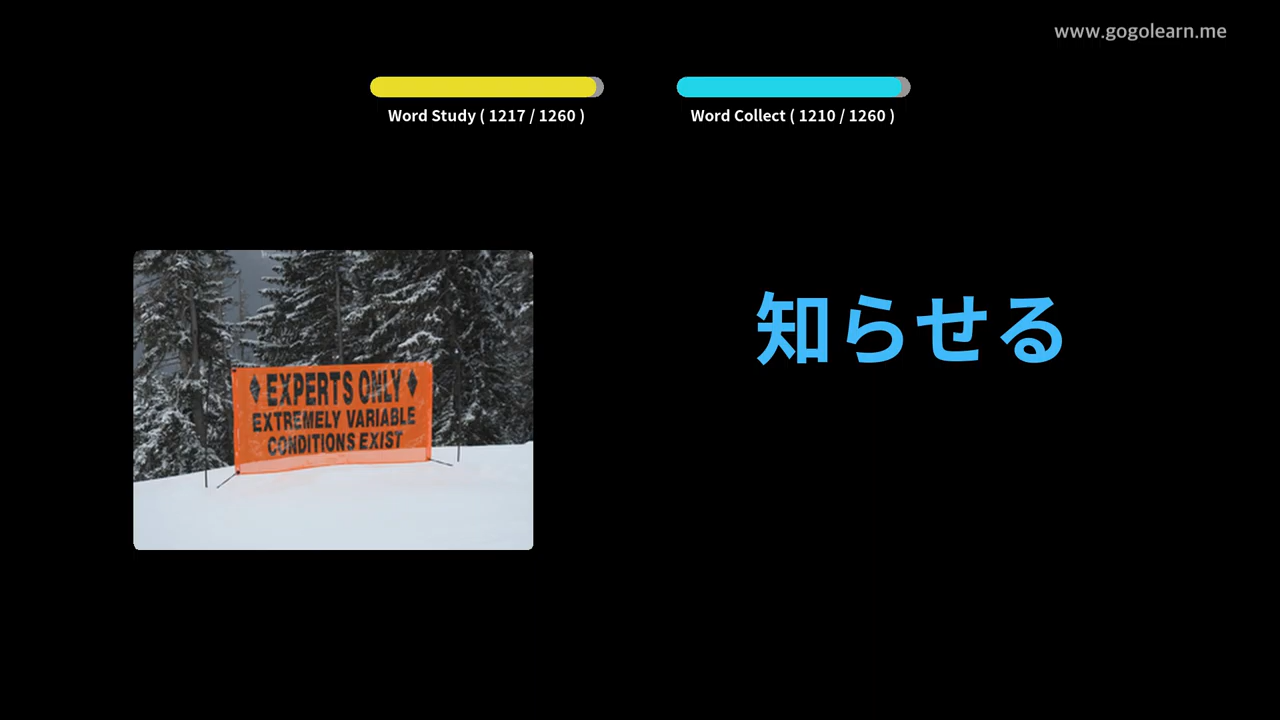 www.gogolearn.me
Word Study ( 1217 / 1260 )
Word Collect ( 1210 / 1260 )
EXPERTS ONLY
EXTREMELY VARIABLE
CONDITIONS EXIST
知らせる